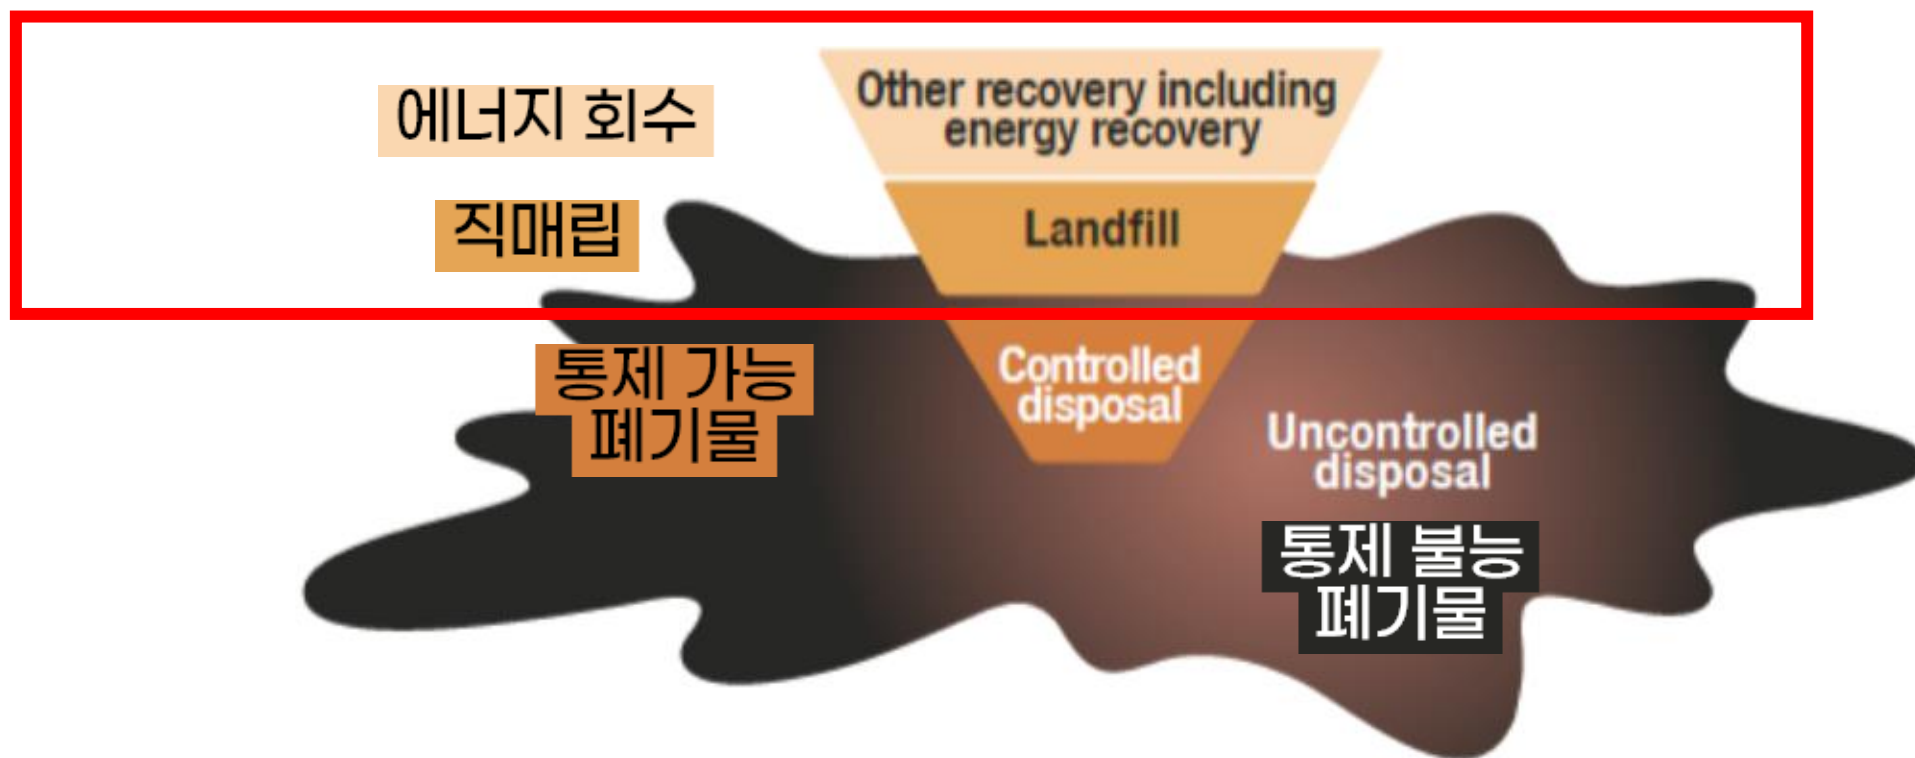 에너지 회수
Other recovery including
energy recovery
직매립
Landfill
통제 가능
폐기물
Controlled
disposal
Uncontrolled
disposal
통제 불능
폐기물